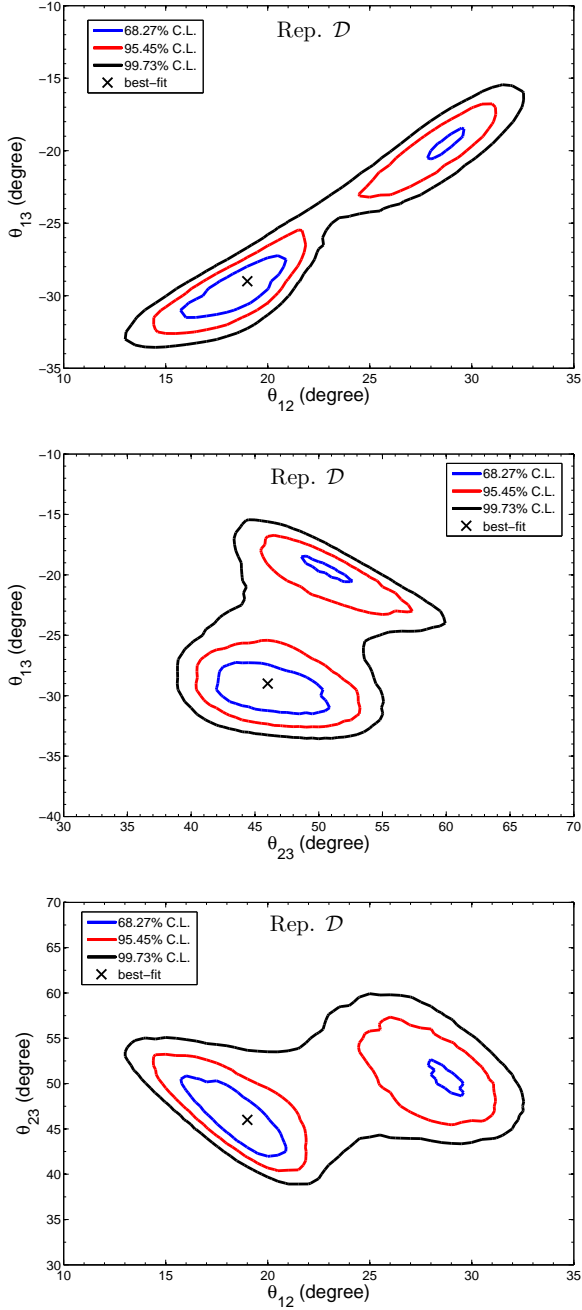 Rep. 𝒟
68.27% C.L.
95.45% C.L.
99.73% C.L.
best−fit
−10
−15
−20
−25
−30
−35
θ13 (degree)
10 15 20 25 30 35
θ12 (degree)
Rep. 𝒟
68.27% C.L.
95.45% C.L.
99.73% C.L.
best−fit
−10
−15
−20
−25
−30
−35
−40
θ13 (degree)
30 35 40 45 50 55 60 65 70
θ23 (degree)
Rep. 𝒟
68.27% C.L.
95.45% C.L.
99.73% C.L.
best−fit
70
65
60
55
50
45
40
35
30
θ23 (degree)
10 15 20 25 30 35
θ12 (degree)